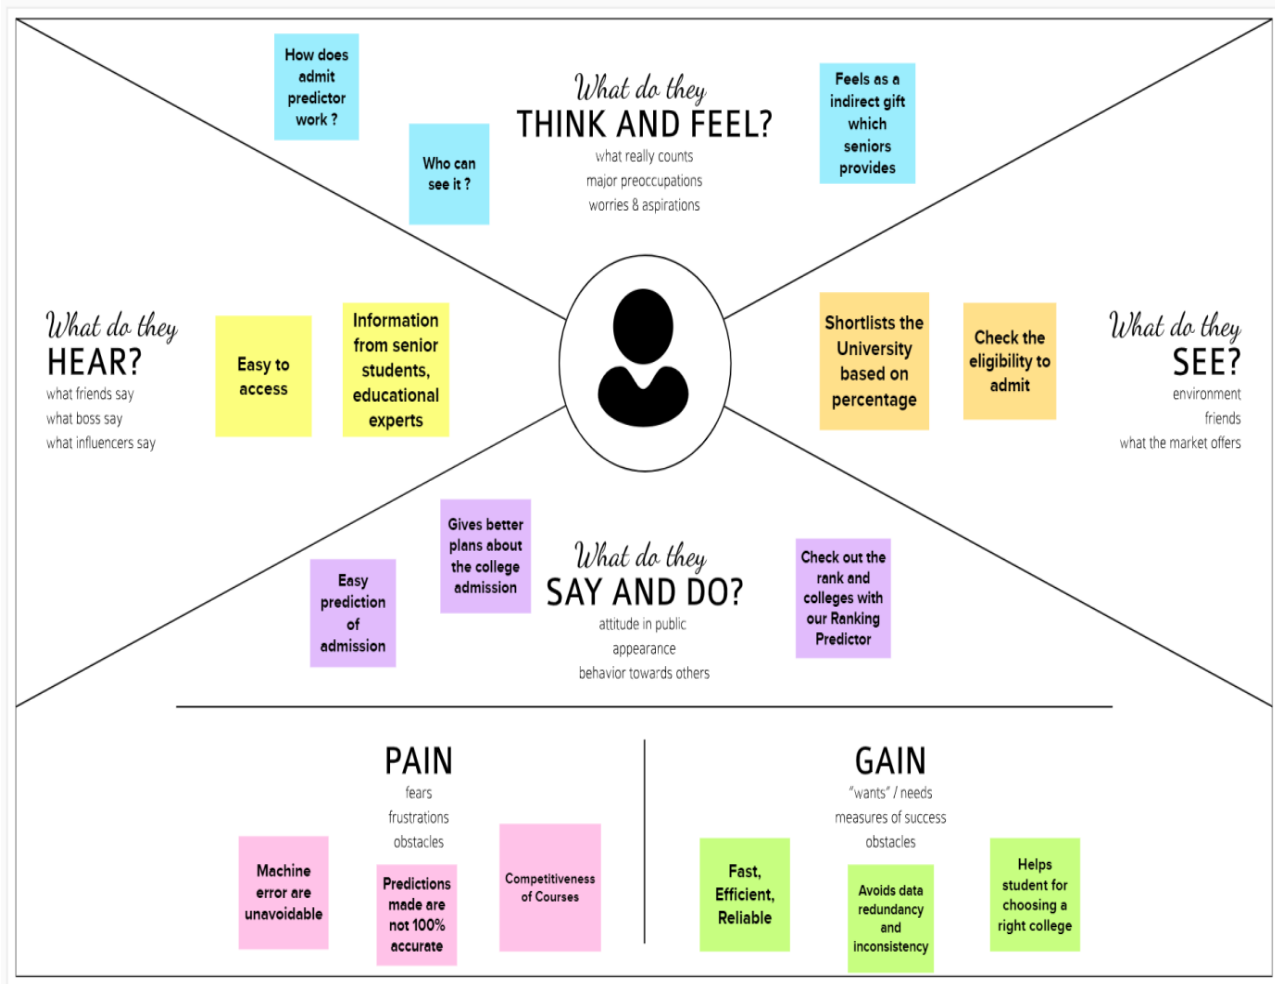 How does
admit
predictor
work ?
Who can
see it ?
What do they
THINK AND FEEL?
what really counts
major preoccupations
worries & aspirations
Feels as a
indirect gift
which
seniors
provides
What do they
HEAR?
what friends say
what boss say
what influencers say
Easy to
access
Information
from senior
students,
educational
experts
Shortlists the
University
based on
percentage
Check the
eligibility to
admit
What do they
SEE?
environment
friends
what the market offers
Easy
prediction
of
admission
Gives better
plans about
the college
admission
What do they
SAY AND DO?
attitude in public
appearance
behavior towards others
Check out the
rank and
colleges with
our Ranking
Predictor
PAIN
fears
frustrations
obstacles
Machine
error are
unavoidable
Predictions
made are
not 100%
accurate
Competitiveness
of Courses
GAIN
"wants" / needs
measures of success
obstacles
Fast,
Efficient,
Reliable
Avoids data
redundancy
and
inconsistency
Helps
student for
choosing a
right college